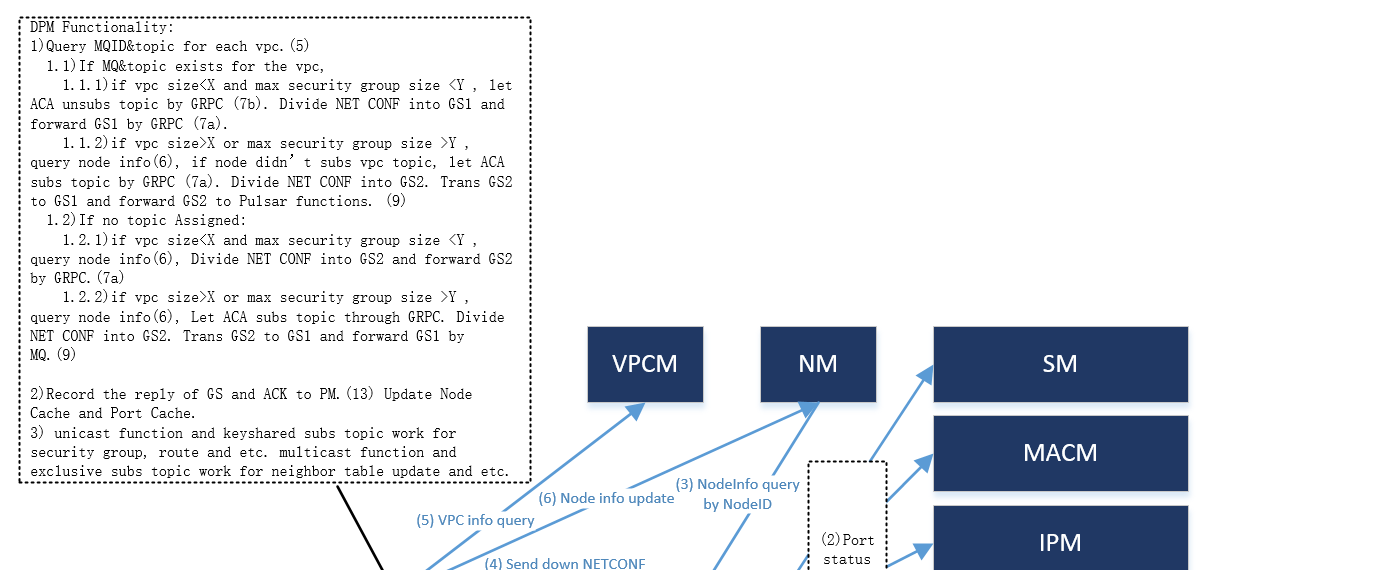 DPM Functionality:
1)Query MQID&topic for each vpc.(5)
1.1)If MQ&topic exists for the vpc,
1.1.1)if vpc size<X and max security group size <Y , let
ACA unsubs topic by GRPC (7b). Divide NET CONF into GS1 and
forward GS1 by GRPC (7a).
1.1.2)if vpc size>X or max security group size >Y ,
query node info(6), if node didn’t subs vpc topic, let ACA
subs topic by GRPC (7a). Divide NET CONF into GS2. Trans GS2
to GS1 and forward GS2 to Pulsar functions. (9)
1.2)If no topic Assigned:
1.2.1)if vpc size<X and max security group size <Y ,
query node info(6), Divide NET CONF into GS2 and forward GS2
by GRPC.(7a)
1.2.2)if vpc size>X or max security group size >Y ,
query node info(6), Let ACA subs topic through GRPC. Divide
NET CONF into GS2. Trans GS2 to GS1 and forward GS1 by
MQ.(9)
2)Record the reply of GS and ACK to PM.(13) Update Node
Cache and Port Cache.
3) unicast function and keyshared subs topic work for
security group, route and etc. multicast function and
exclusive subs topic work for neighbor table update and etc.
VPCM
NM
SM
MACM
IPM
(3) NodeInfo query
by NodeID
(6) Node info update
(5) VPC info query
(4) Send down NETCONF
(2)Port
status